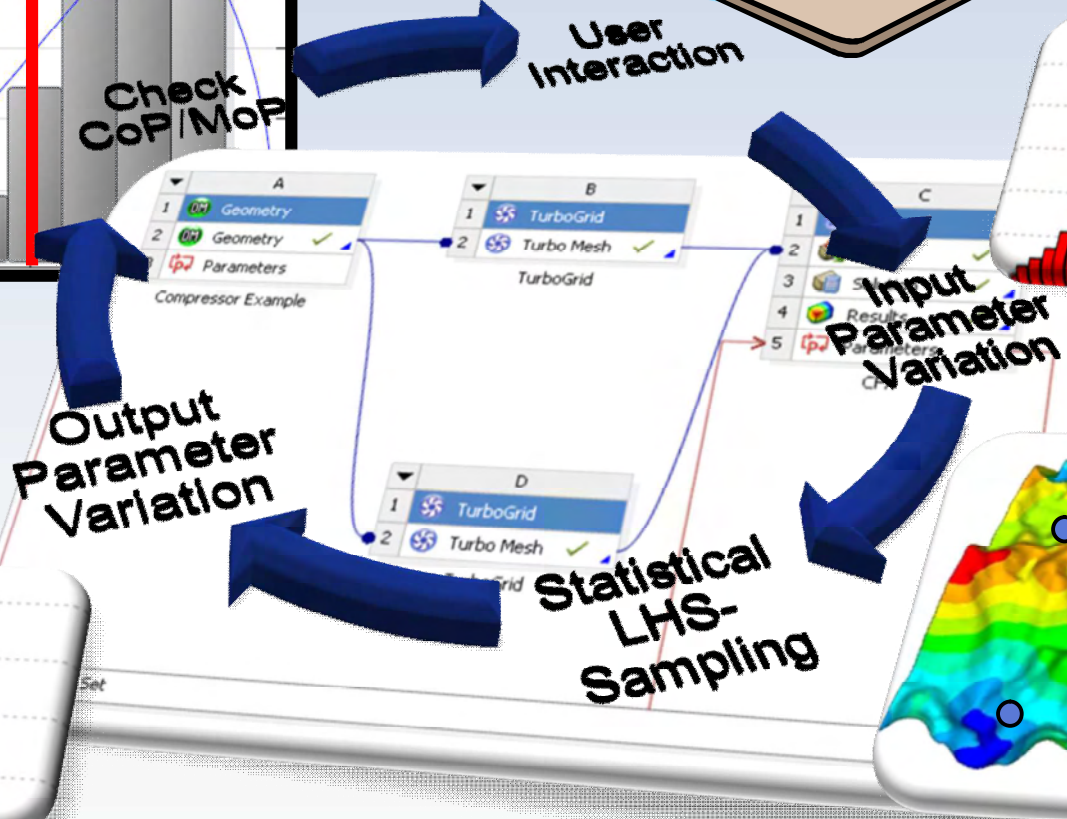 User
Interaction
Check
CoP/MoP
A
1 Geometry
2 Geometry
Parameters
Compressor Example
B
1 TurboGrid
2 Turbo Mesh
TurboGrid
C
1
2
3
4 Results
5 Parameters
Input
Parameter
Variation
Output
Parameter
Variation
D
1 TurboGrid
2 Turbo Mesh
Statistical
LHS-
Sampling
Set